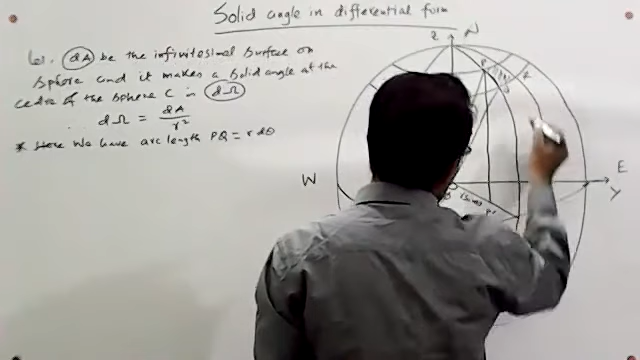 Solid angle in differential form
Let dA be the infinitesimal surface on
sphere and it makes a solid angle at the
centre of the sphere C is dΩ
∴ dΩ = dA / r²
* Here we have arc length PQ = r dθ
Z N
P
W
E
Y
P'